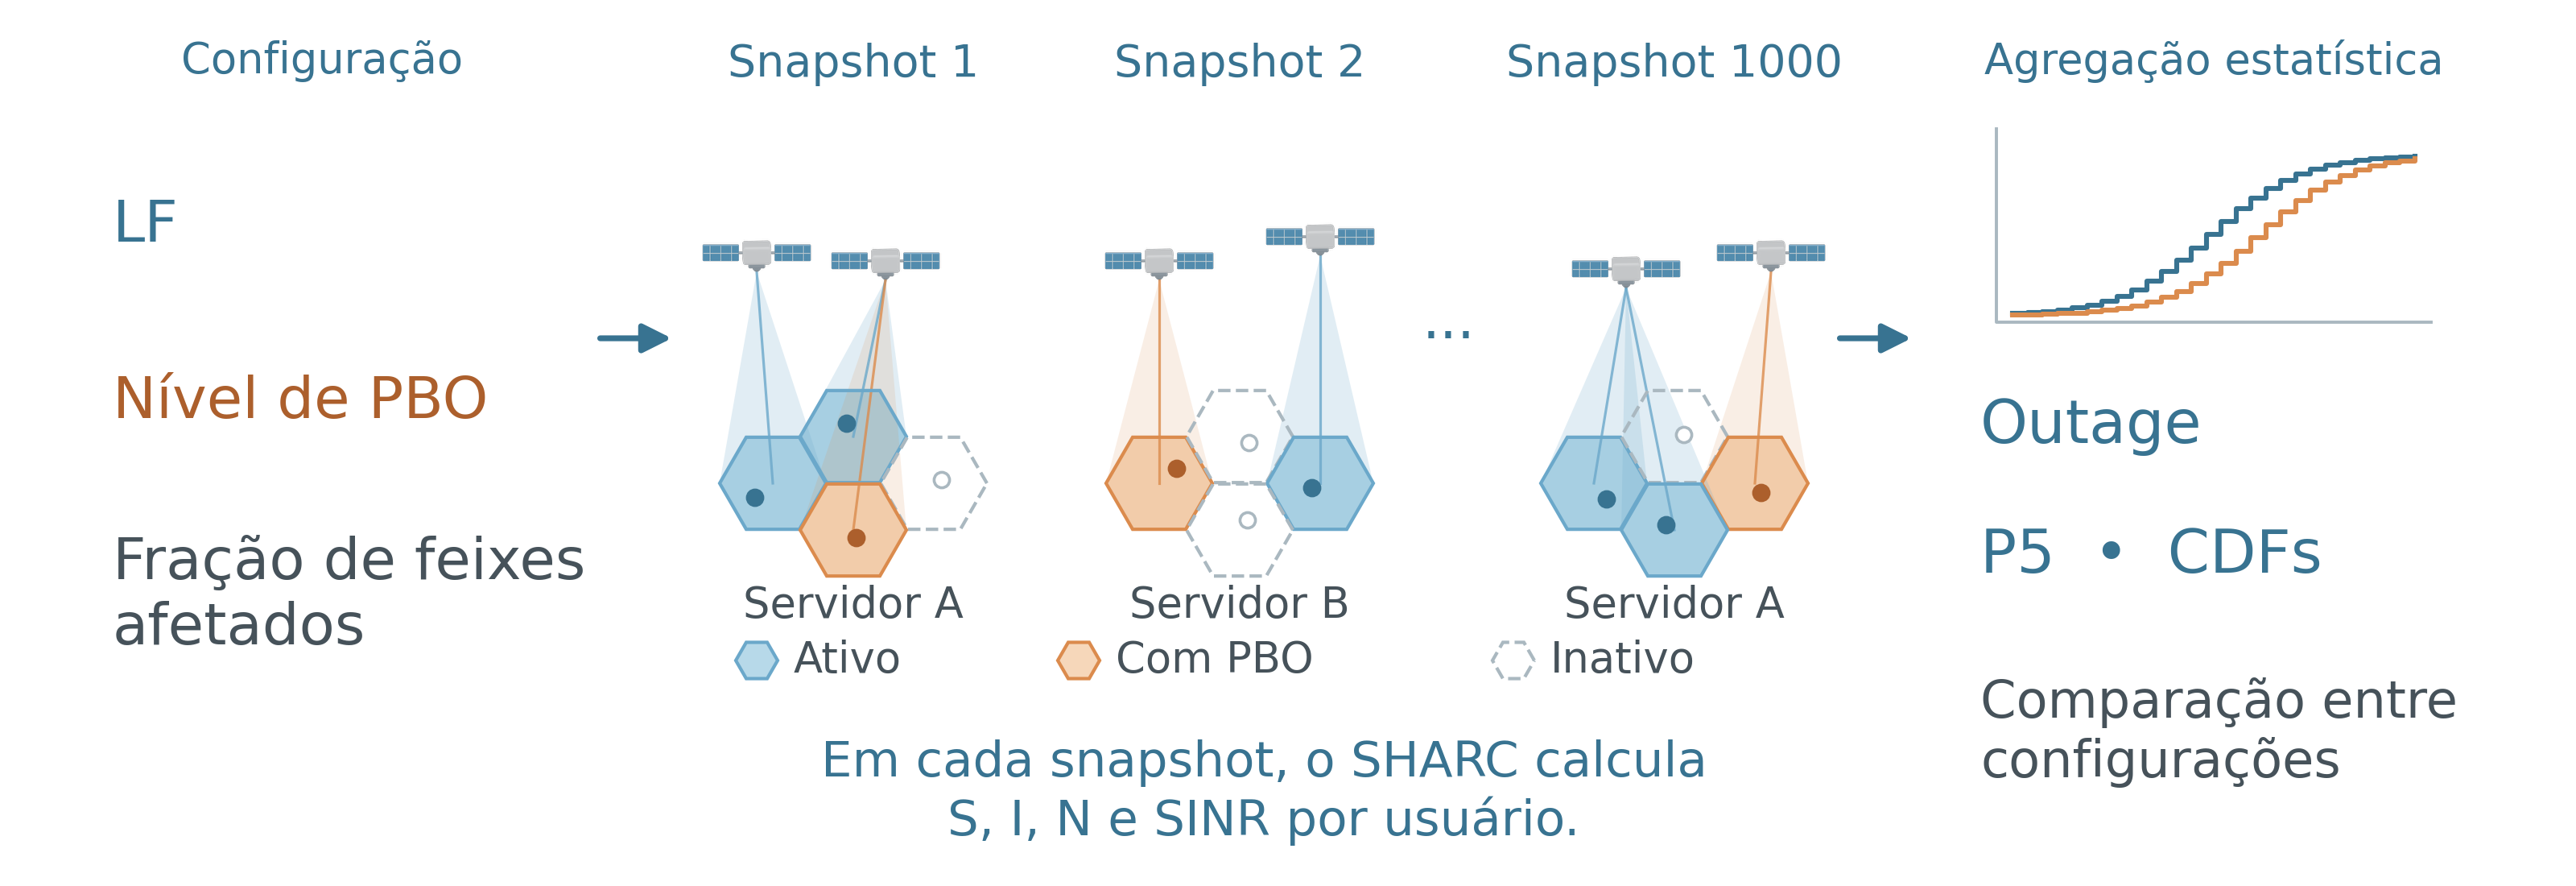 Configuração
Snapshot 1
Snapshot 2
Snapshot 1000
Agregação estatística
LF
Nível de PBO
Fração de feixes
afetados
...
Servidor A
Servidor B
Servidor A
Ativo
Com PBO
Inativo
Em cada snapshot, o SHARC calcula
S, I, N e SINR por usuário.
Outage
P5 • CDFs
Comparação entre
configurações